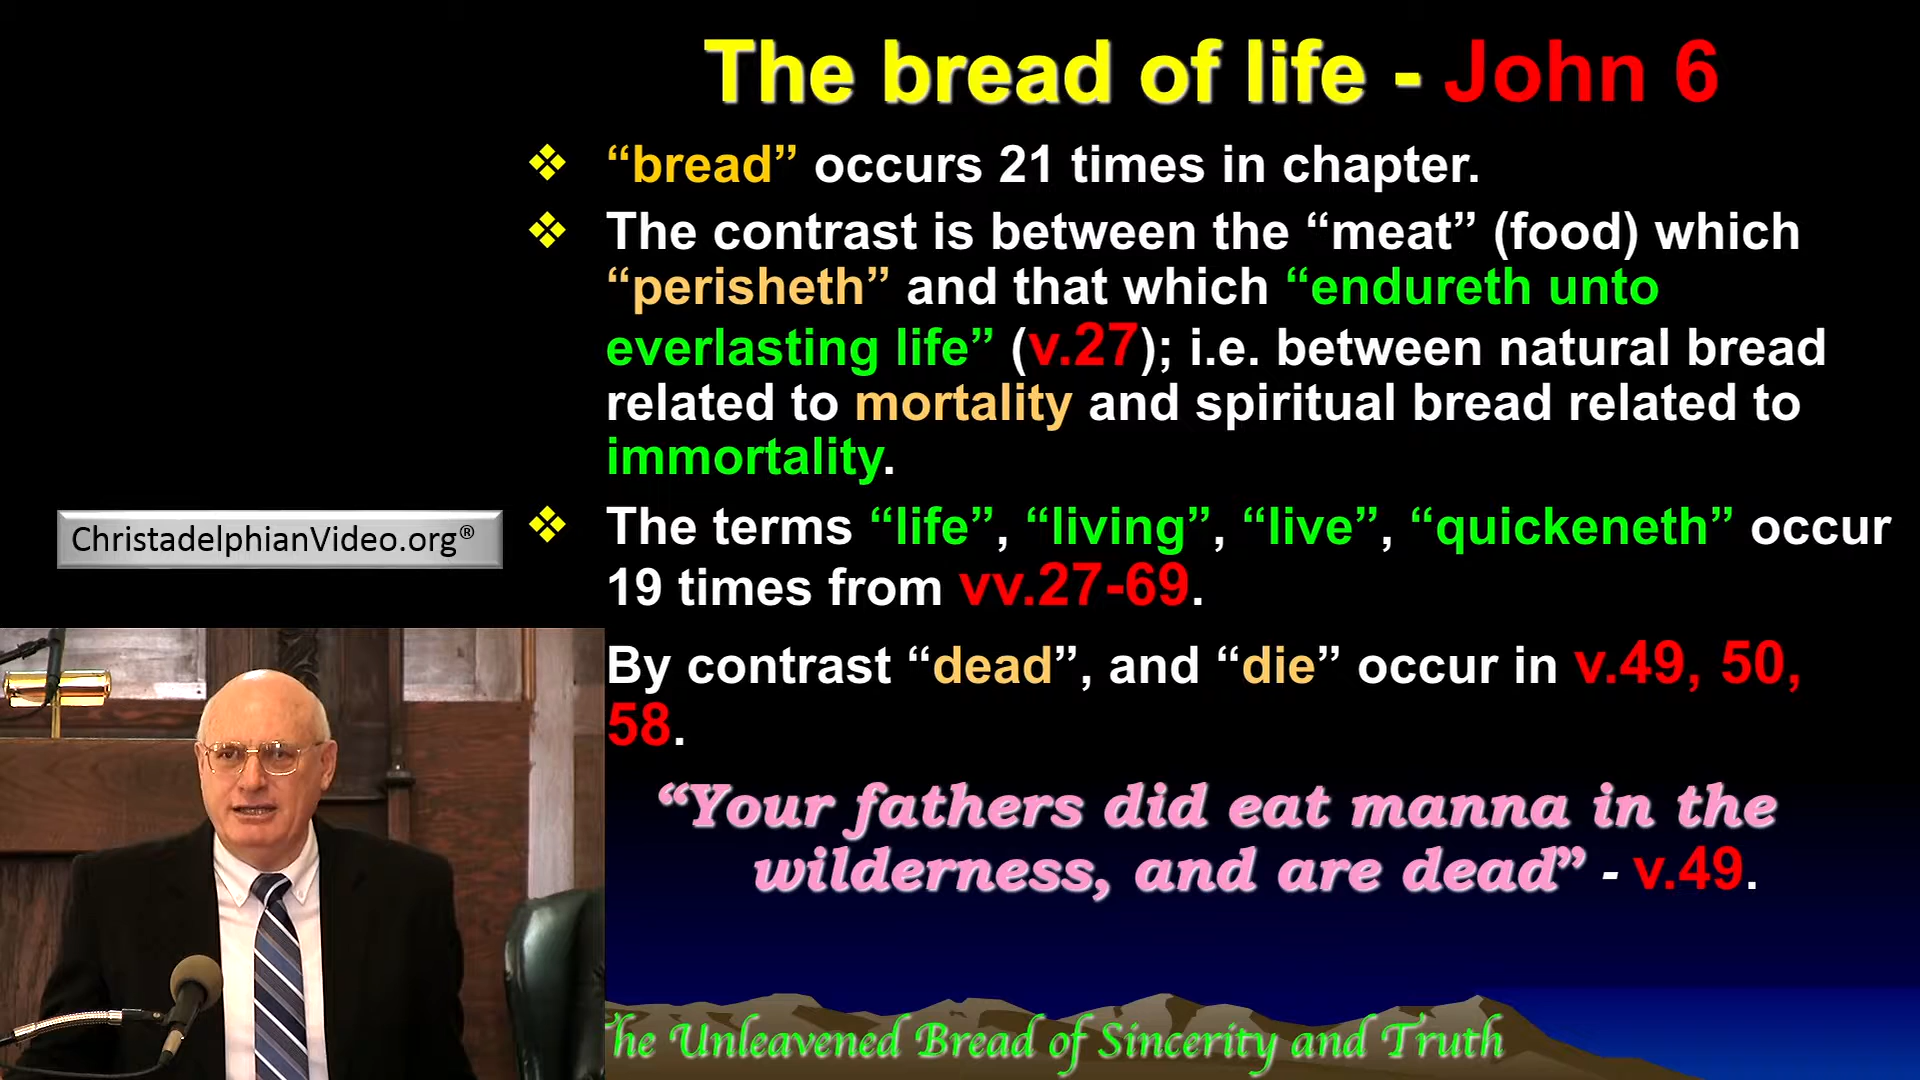 The bread of life - John 6
❖ “bread” occurs 21 times in chapter.
❖ The contrast is between the “meat” (food) which
“perisheth” and that which “endureth unto
everlasting life” (v.27); i.e. between natural bread
related to mortality and spiritual bread related to
immortality.
❖ The terms “life”, “living”, “live”, “quickeneth” occur
19 times from vv.27-69.
By contrast “dead”, and “die” occur in v.49, 50,
58.
“Your fathers did eat manna in the
wilderness, and are dead” - v.49.
ChristadelphianVideo.org®
The Unleavened Bread of Sincerity and Truth